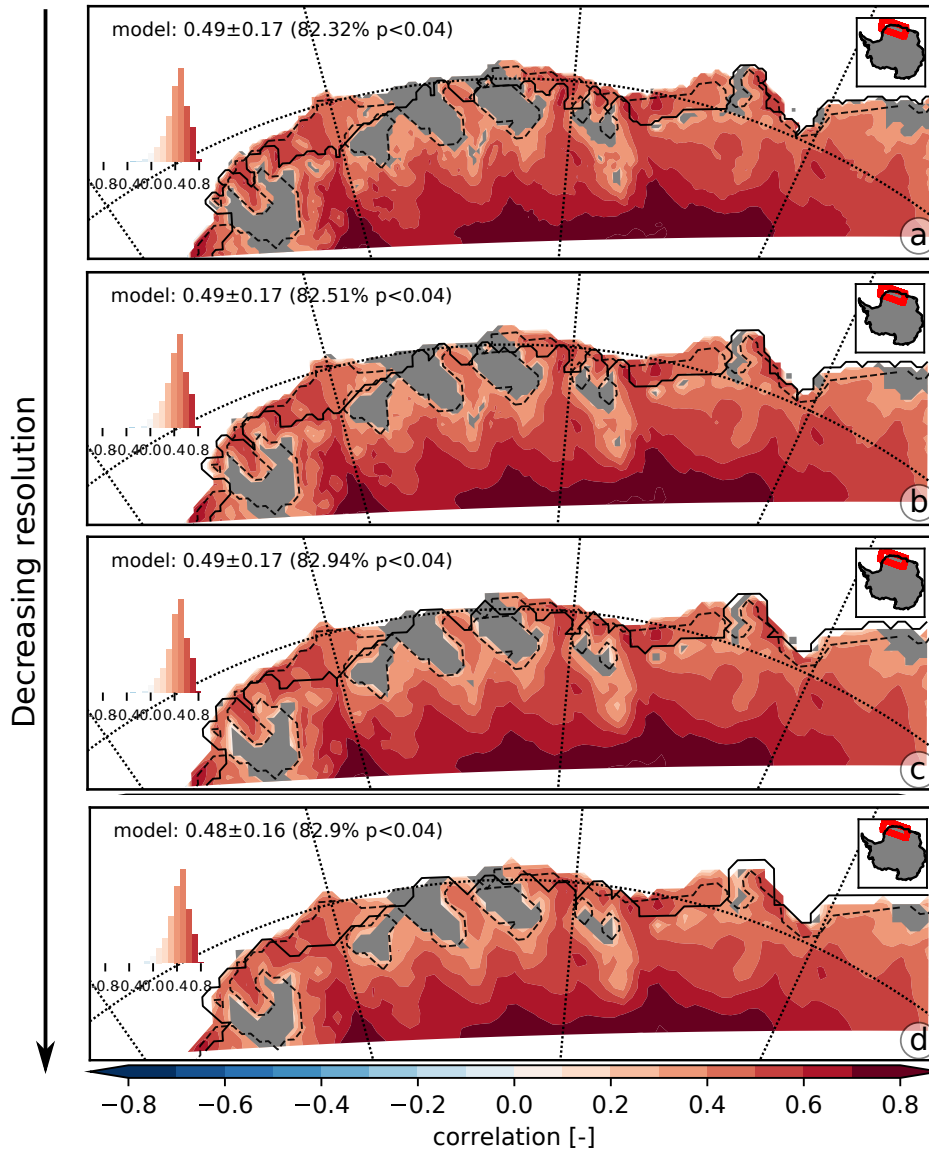 Decreasing resolution
model: 0.49±0.17 (82.32% p<0.04)
-0.80.40.00.40.8
a
model: 0.49±0.17 (82.51% p<0.04)
-0.80.40.00.40.8
b
model: 0.49±0.17 (82.94% p<0.04)
-0.80.40.00.40.8
c
model: 0.48±0.16 (82.9% p<0.04)
-0.80.40.00.40.8
d
−0.8 −0.6 −0.4 −0.2 0.0 0.2 0.4 0.6 0.8
correlation [-]